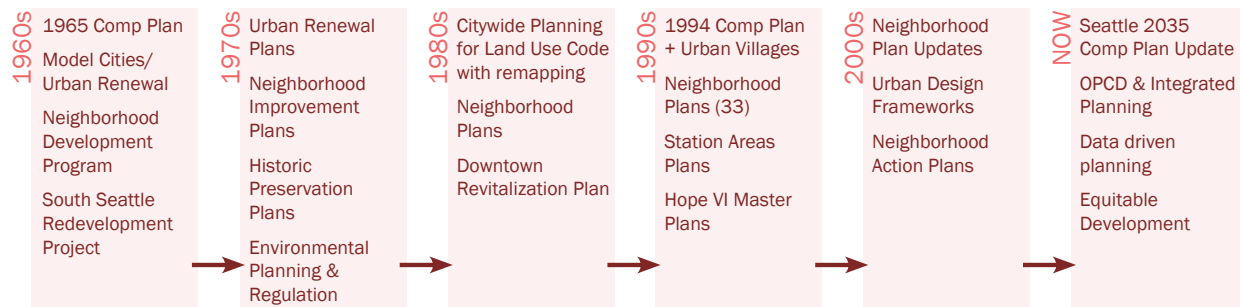 1960s
1965 Comp Plan
Model Cities/
Urban Renewal
Neighborhood
Development
Program
South Seattle
Redevelopment
Project
1970s
Urban Renewal
Plans
Neighborhood
Improvement
Plans
Historic
Preservation
Plans
Environmental
Planning &
Regulation
1980s
Citywide Planning
for Land Use Code
with remapping
Neighborhood
Plans
Downtown
Revitalization Plan
1990s
1994 Comp Plan
+ Urban Villages
Neighborhood
Plans (33)
Station Areas
Plans
Hope VI Master
Plans
2000s
Neighborhood
Plan Updates
Urban Design
Frameworks
Neighborhood
Action Plans
NOW
Seattle 2035
Comp Plan Update
OPCD & Integrated
Planning
Data driven
planning
Equitable
Development